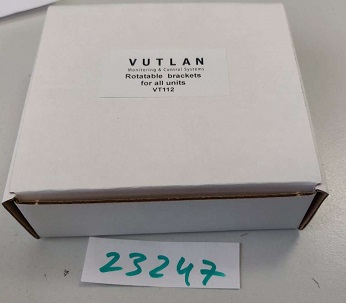 VUTLAN
Monitoring & Control Systems
Rotatable brackets
for all units
VT112
23247